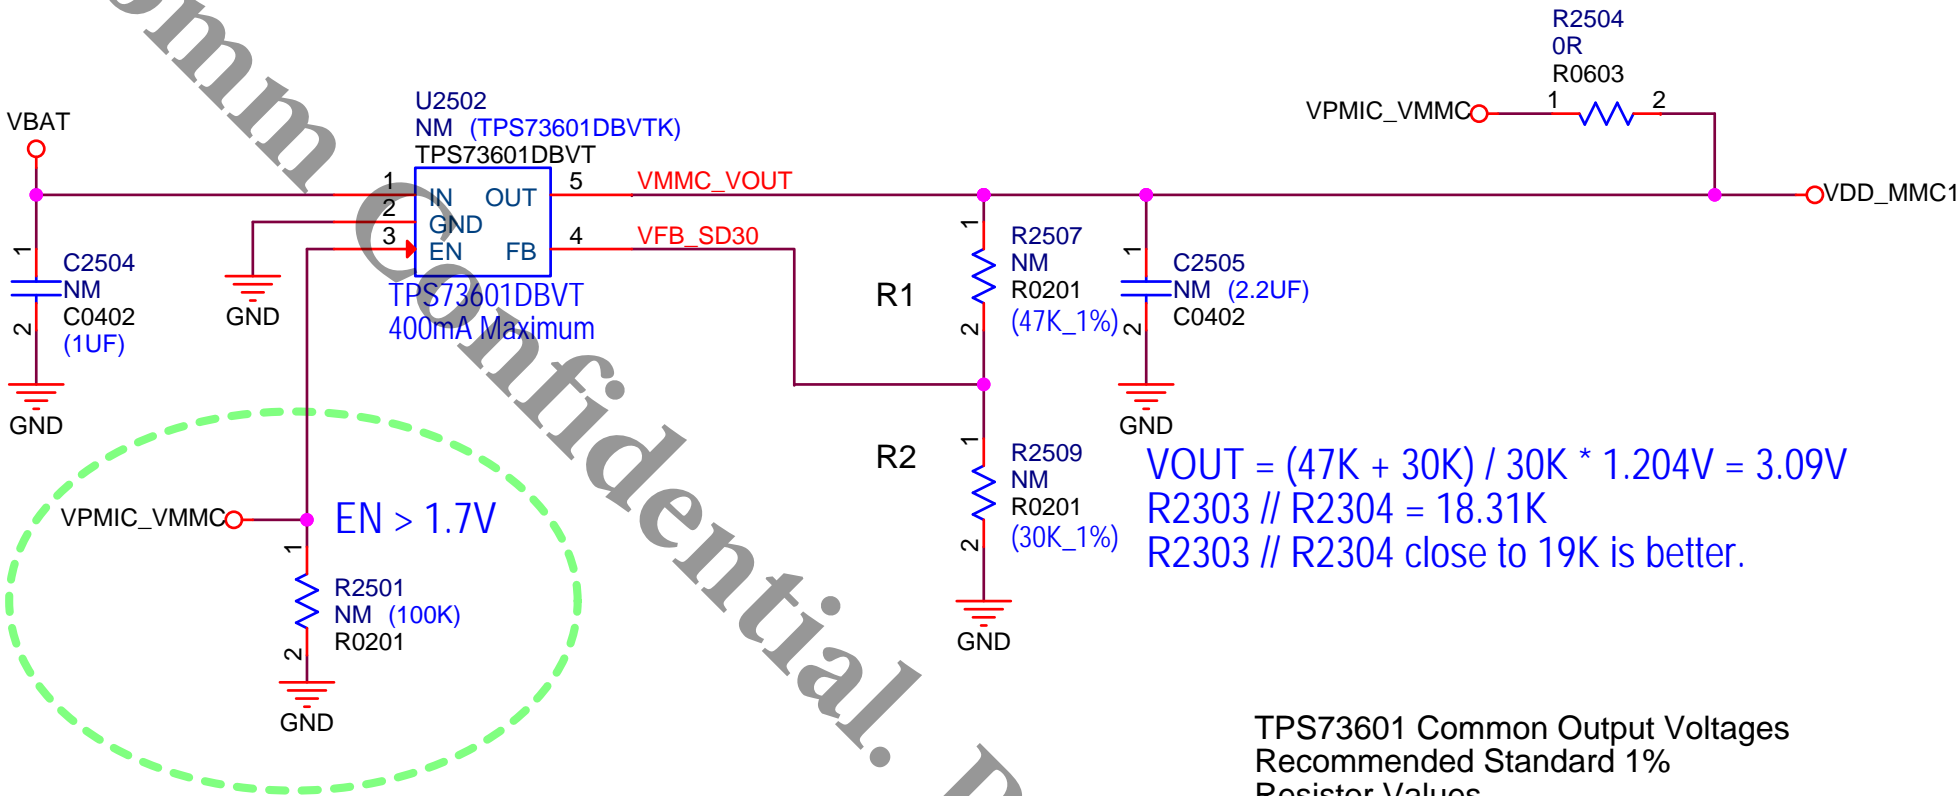 R2504
0R
R0603
1
2
VPMIC_VMMC
VBAT
U2502
NM (TPS73601DBVTK)
TPS73601DBVT
1
IN
OUT
5
VMMC_VOUT
VDD_MMC1
2
GND
3
EN
FB
4
VFB_SD30
TPS73601DBVT
400mA Maximum
1
C2504
NM
C0402
(1UF)
2
GND
GND
R1
1
R2507
NM
R0201
(47K_1%)
2
1
C2505
NM (2.2UF)
C0402
2
GND
R2
1
R2509
NM
R0201
(30K_1%)
2
GND
VOUT = (47K + 30K) / 30K * 1.204V = 3.09V
R2303 // R2304 = 18.31K
R2303 // R2304 close to 19K is better.
VPMIC_VMMC
EN > 1.7V
1
R2501
NM (100K)
R0201
2
GND
TPS73601 Common Output Voltages
Recommended Standard 1%
Resistor Values
omm Confidential.